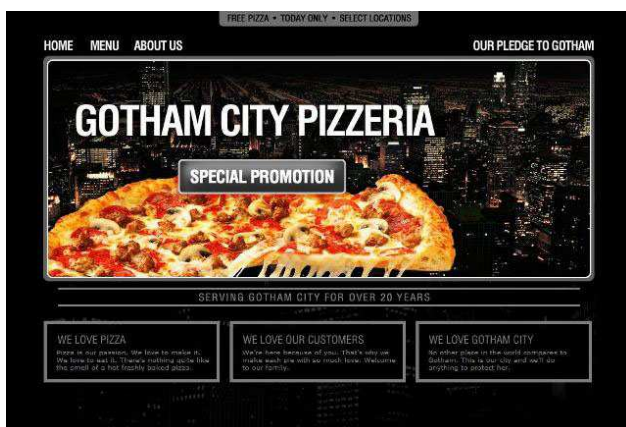 FREE PIZZA • TODAY ONLY • SELECT LOCATIONS
HOME MENU ABOUT US OUR PLEDGE TO GOTHAM
GOTHAM CITY PIZZERIA
SPECIAL PROMOTION
SERVING GOTHAM CITY FOR OVER 20 YEARS
WE LOVE PIZZA
Pizza is our passion. We love to make it.
We love to eat it. There's nothing quite like
the smell of a hot freshly baked pizza.
WE LOVE OUR CUSTOMERS
We're here because of you. That's why we
make each pie with so much love. Welcome
to our family.
WE LOVE GOTHAM CITY
No other place in the world compares to
Gotham. This is our city and we'll do
anything to protect her.